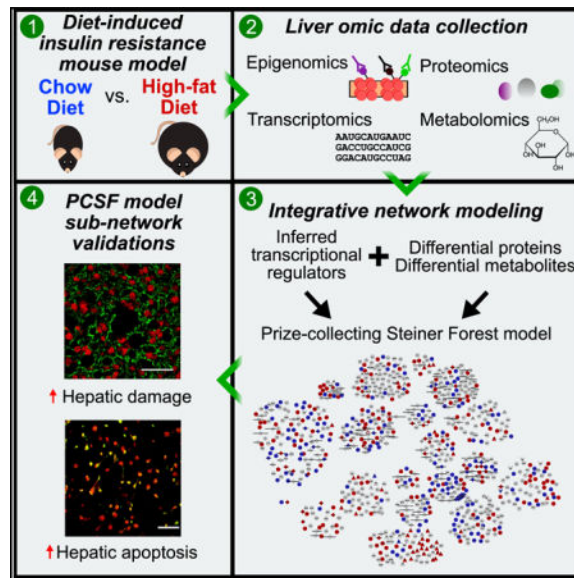 1
Diet-induced
insulin resistance
mouse model
Chow
Diet
vs.
High-fat
Diet
2
Liver omic data collection
Epigenomics
Proteomics
Transcriptomics
AAUGCAUGAAUC
GACCUGCCAUCG
GGACAUGCCUAG
Metabolomics
CH₂OH
O
OH
OH
3
Integrative network modeling
Inferred
transcriptional
regulators
+
Differential proteins
Differential metabolites
Prize-collecting Steiner Forest model
4
PCSF model
sub-network
validations
↑ Hepatic damage
↑ Hepatic apoptosis